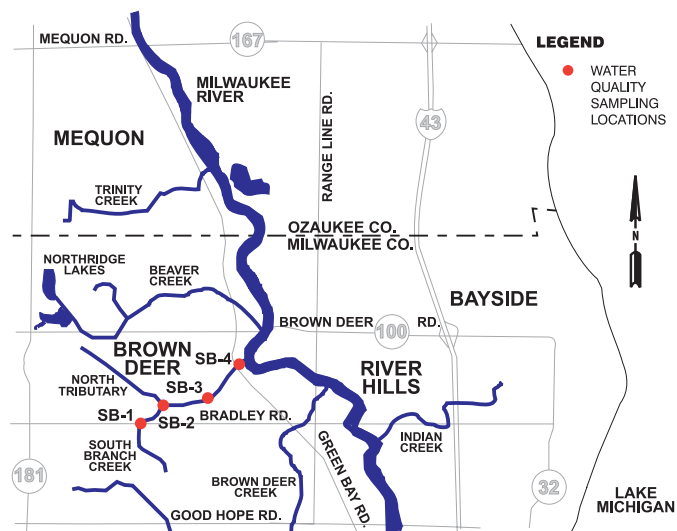 MEQUON RD.
167
LEGEND
WATER
QUALITY
SAMPLING
LOCATIONS
MILWAUKEE
RIVER
RANGE LINE RD.
43
MEQUON
TRINITY
CREEK
OZAUKEE CO.
MILWAUKEE CO.
N
NORTHRIDGE
LAKES
BEAVER
CREEK
BAYSIDE
BROWN DEER
RD.
100
BROWN
DEER
SB-4
RIVER
HILLS
NORTH
TRIBUTARY
SB-3
SB-1
SB-2
BRADLEY RD.
SOUTH
BRANCH
CREEK
GREEN BAY RD.
INDIAN
CREEK
181
BROWN DEER
CREEK
32
GOOD HOPE RD.
LAKE
MICHIGAN